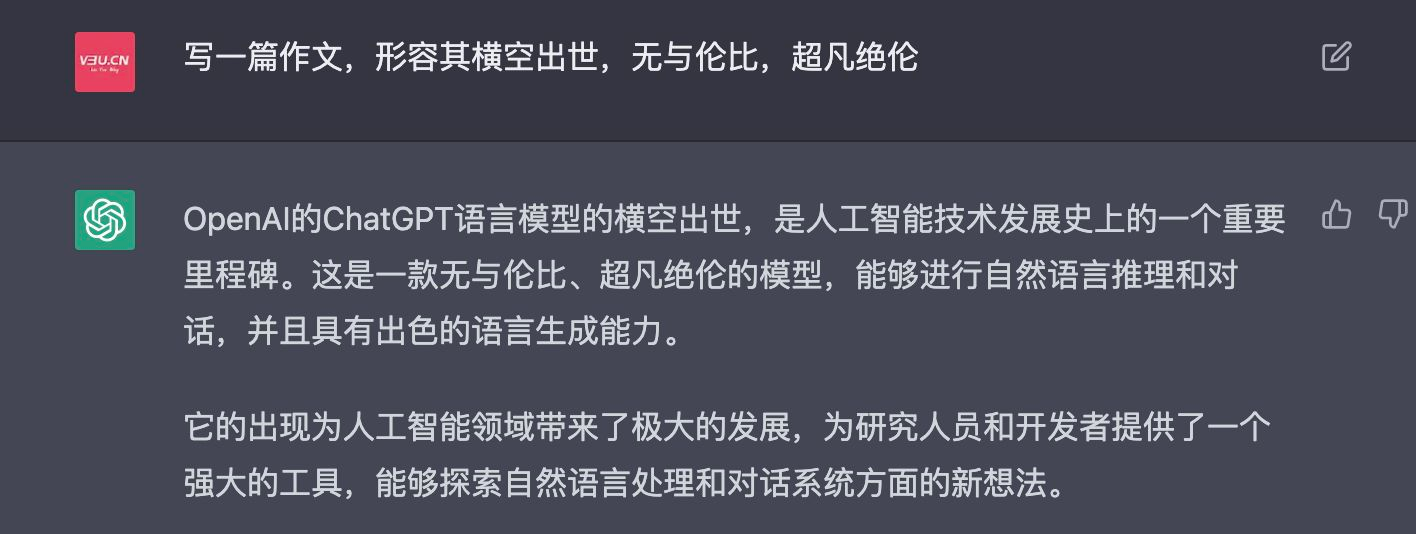 V3U.CN
写一篇作文，形容其横空出世，无与伦比，超凡绝伦
OpenAI的ChatGPT语言模型的横空出世，是人工智能技术发展史上的一个重要
里程碑。这是一款无与伦比、超凡绝伦的模型，能够进行自然语言推理和对
话，并且具有出色的语言生成能力。
它的出现为人工智能领域带来了极大的发展，为研究人员和开发者提供了一个
强大的工具，能够探索自然语言处理和对话系统方面的新想法。